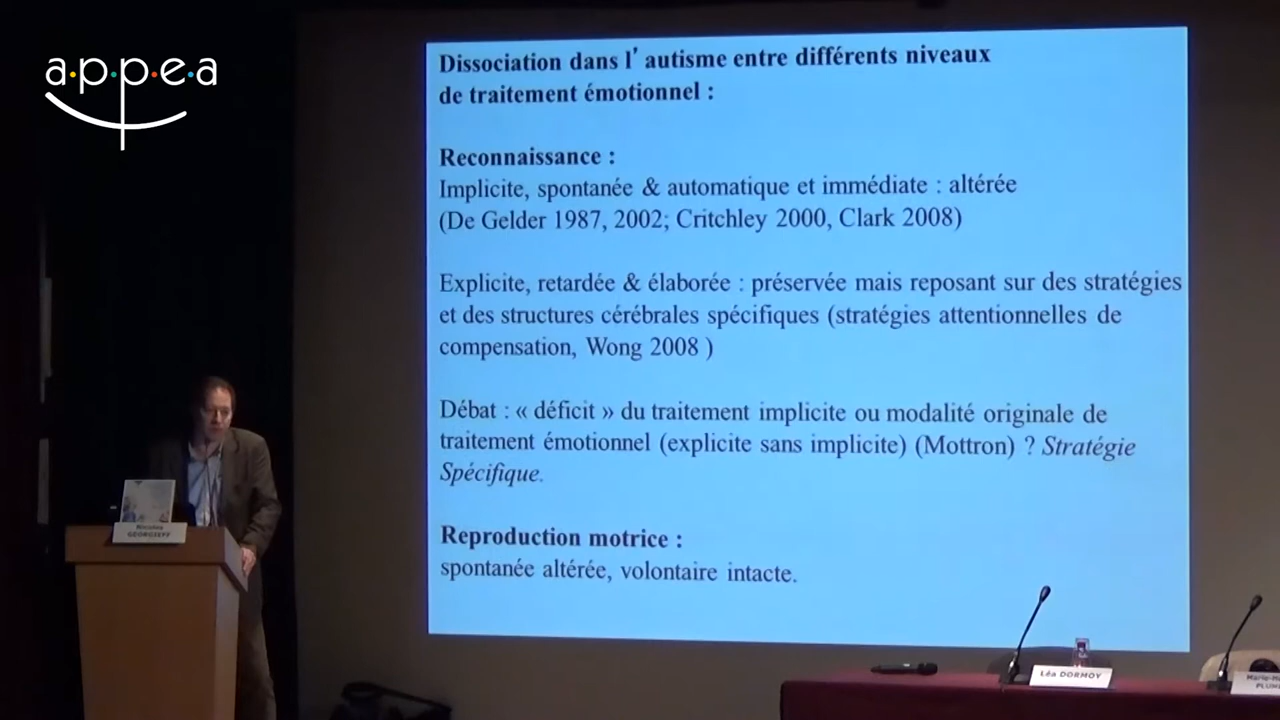 a·p·p·e·a
Dissociation dans l’ autisme entre différents niveaux
de traitement émotionnel :
Reconnaissance :
Implicite, spontanée & automatique et immédiate : altérée
(De Gelder 1987, 2002; Critchley 2000, Clark 2008)
Explicite, retardée & élaborée : préservée mais reposant sur des stratégies
et des structures cérébrales spécifiques (stratégies attentionnelles de
compensation, Wong 2008 )
Débat : « déficit » du traitement implicite ou modalité originale de
traitement émotionnel (explicite sans implicite) (Mottron) ? Stratégie
Spécifique.
Reproduction motrice :
spontanée altérée, volontaire intacte.
Nicolas
GEORGIEFF
Léa DORMOY